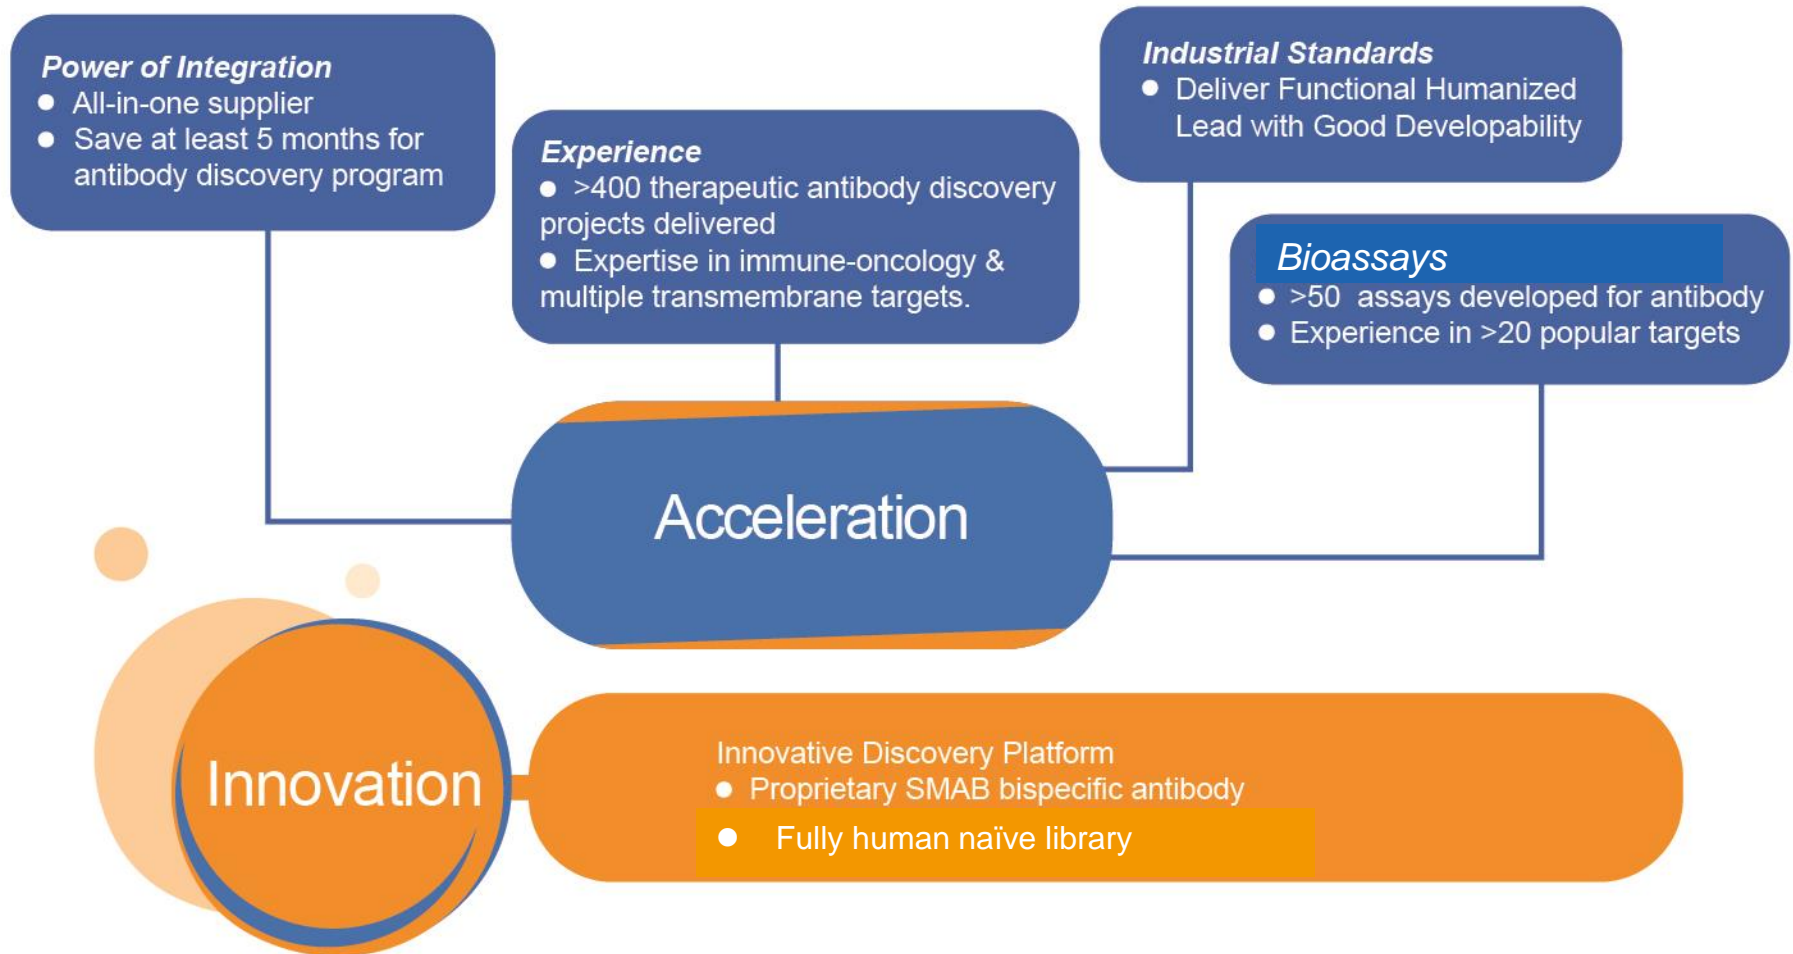 Power of Integration
● All-in-one supplier
● Save at least 5 months for
antibody discovery program
Experience
● >400 therapeutic antibody discovery
projects delivered
● Expertise in immune-oncology &
multiple transmembrane targets.
Industrial Standards
● Deliver Functional Humanized
Lead with Good Developability
Bioassays
● >50 assays developed for antibody
● Experience in >20 popular targets
Acceleration
Innovation
Innovative Discovery Platform
● Proprietary SMAB bispecific antibody
● Fully human naïve library